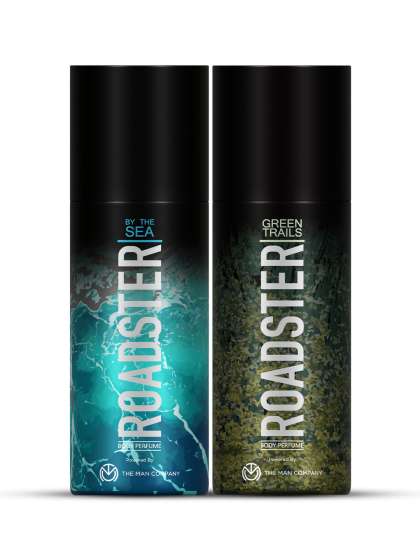 BY THE
SEA
ROADSTER
BODY PERFUME
Powered By
THE MAN COMPANY
GREEN
TRAILS
ROADSTER
BODY PERFUME
Powered By
THE MAN COMPANY